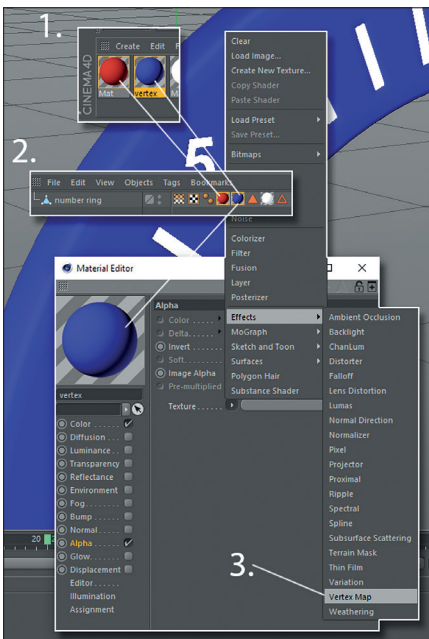 1.
Create Edit F
CINEMA4D
Mat vertex M
2.
5
File Edit View Objects Tags Bookmarks
number ring
Clear
Load Image...
Create New Texture...
Copy Shader
Paste Shader
Load Preset
Save Preset...
Bitmaps
Noise
Colorizer
Filter
Fusion
Layer
Posterizer
Effects
MoGraph
Sketch and Toon
Surfaces
Polygon Hair
Substance Shader
Material Editor
vertex
Color . . . . . .
Diffusion . . .
Luminance . .
Transparency
Reflectance
Environment
Fog . . . . . . . .
Bump . . . . . .
Normal . . . . .
Alpha . . . . . .
Glow. . . . . . .
Displacement
Editor . . . . . .
Illumination
Assignment
Alpha
Color . . . . .
Delta. . . . . .
Invert . . . . .
Soft. . . . . . .
Image Alpha
Pre-multiplied
Texture . . . . .
Ambient Occlusion
Backlight
ChanLum
Distorter
Falloff
Lens Distortion
Lumas
Normal Direction
Normalizer
Pixel
Projector
Proximal
Ripple
Spectral
Spline
Subsurface Scattering
Terrain Mask
Thin Film
Variation
Vertex Map
Weathering
20
3.